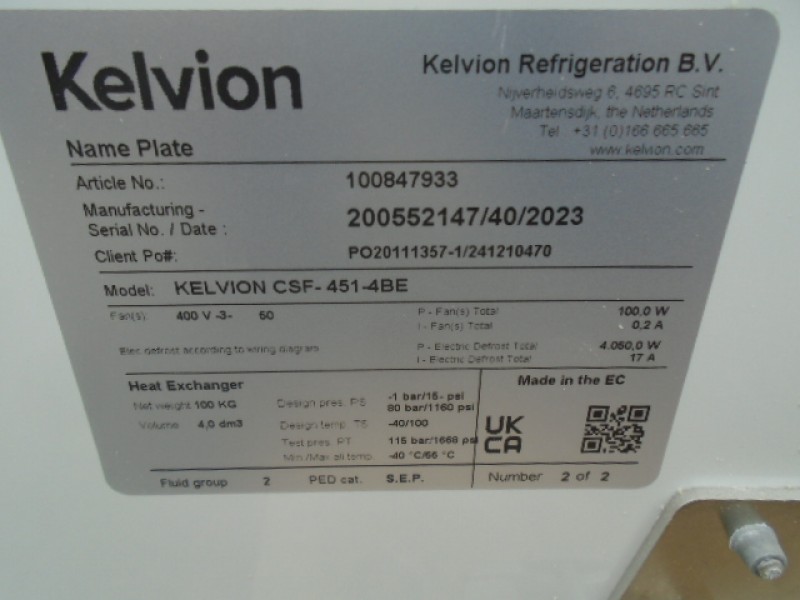 Kelvion
Kelvion Refrigeration B.V.
Nijverheidsweg 6, 4695 RC Sint
Maartensdijk, the Netherlands
Tel +31 (0)166 665 665
www.kelvion.com
Name Plate
Article No.: 100847933
Manufacturing -
Serial No. / Date : 200552147/40/2023
Client Po#: PO20111357-1/241210470
Model: KELVION CSF- 451-4BE
Fan(s): 400 V -3- 50
P - Fan(s) Total 100,0 W
I - Fan(s) Total 0,2 A
Elec defrost according to wiring diagram
P - Electric Defrost Total 4.050,0 W
I - Electric Defrost Total 17 A
Heat Exchanger
Net weight 100 KG
Volume 4,0 dm3
Design pres. PS -1 bar/15- psi
80 bar/1160 psi
Design temp. TS -40/100
Test pres. PT 115 bar/1668 psi
Min./Max all temp. -40 °C/55 °C
Made in the EC
UK
CA
Fluid group 2 PED cat. S.E.P.
Number 2 of 2